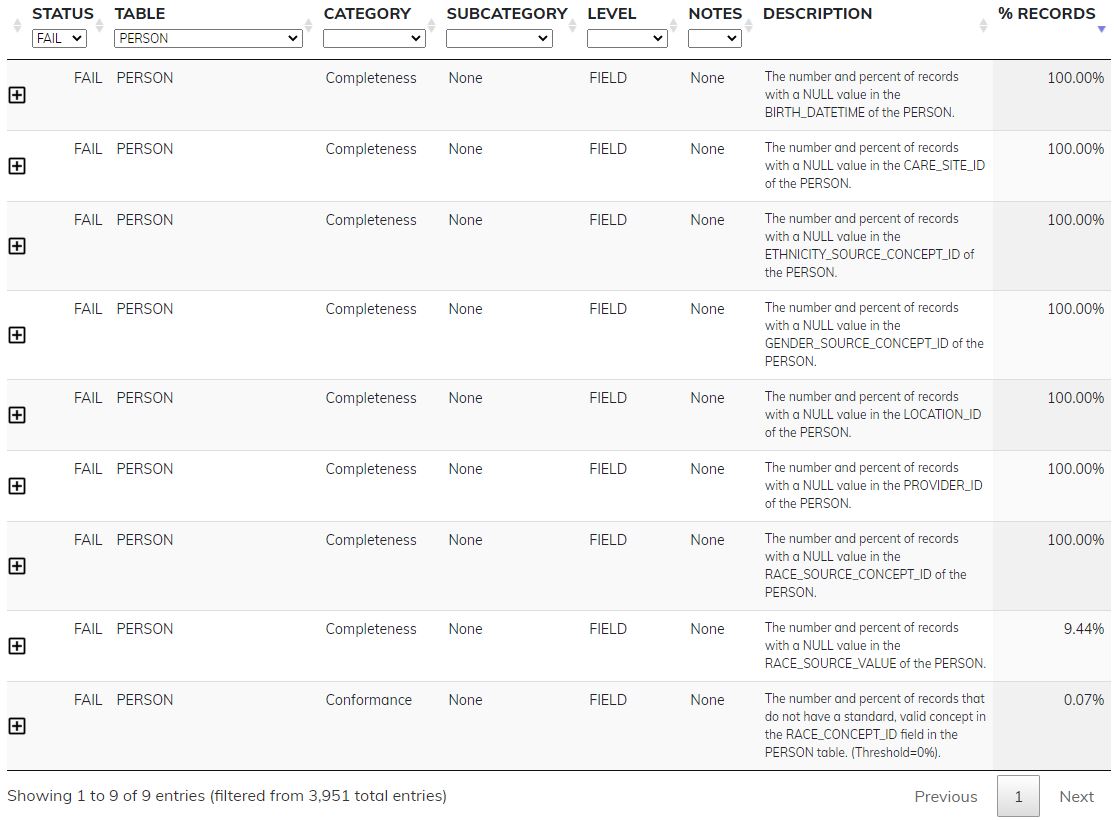 STATUS TABLE CATEGORY SUBCATEGORY LEVEL NOTES DESCRIPTION % RECORDS
FAIL PERSON
FAIL PERSON Completeness None FIELD None The number and percent of records 100.00%
with a NULL value in the
BIRTH_DATETIME of the PERSON.
FAIL PERSON Completeness None FIELD None The number and percent of records 100.00%
with a NULL value in the CARE_SITE_ID
of the PERSON.
FAIL PERSON Completeness None FIELD None The number and percent of records 100.00%
with a NULL value in the
ETHNICITY_SOURCE_CONCEPT_ID of
the PERSON.
FAIL PERSON Completeness None FIELD None The number and percent of records 100.00%
with a NULL value in the
GENDER_SOURCE_CONCEPT_ID of the
PERSON.
FAIL PERSON Completeness None FIELD None The number and percent of records 100.00%
with a NULL value in the LOCATION_ID
of the PERSON.
FAIL PERSON Completeness None FIELD None The number and percent of records 100.00%
with a NULL value in the PROVIDER_ID
of the PERSON.
FAIL PERSON Completeness None FIELD None The number and percent of records 100.00%
with a NULL value in the
RACE_SOURCE_CONCEPT_ID of the
PERSON.
FAIL PERSON Completeness None FIELD None The number and percent of records 9.44%
with a NULL value in the
RACE_SOURCE_VALUE of the PERSON.
FAIL PERSON Conformance None FIELD None The number and percent of records that 0.07%
do not have a standard, valid concept in
the RACE_CONCEPT_ID field in the
PERSON table. (Threshold=0%).
Showing 1 to 9 of 9 entries (filtered from 3,951 total entries) Previous 1 Next